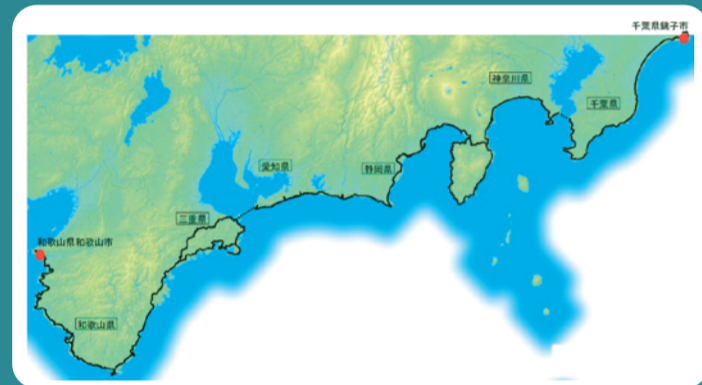 千葉県銚子市
神奈川県
千葉県
愛知県
静岡県
三重県
和歌山県和歌山市
和歌山県